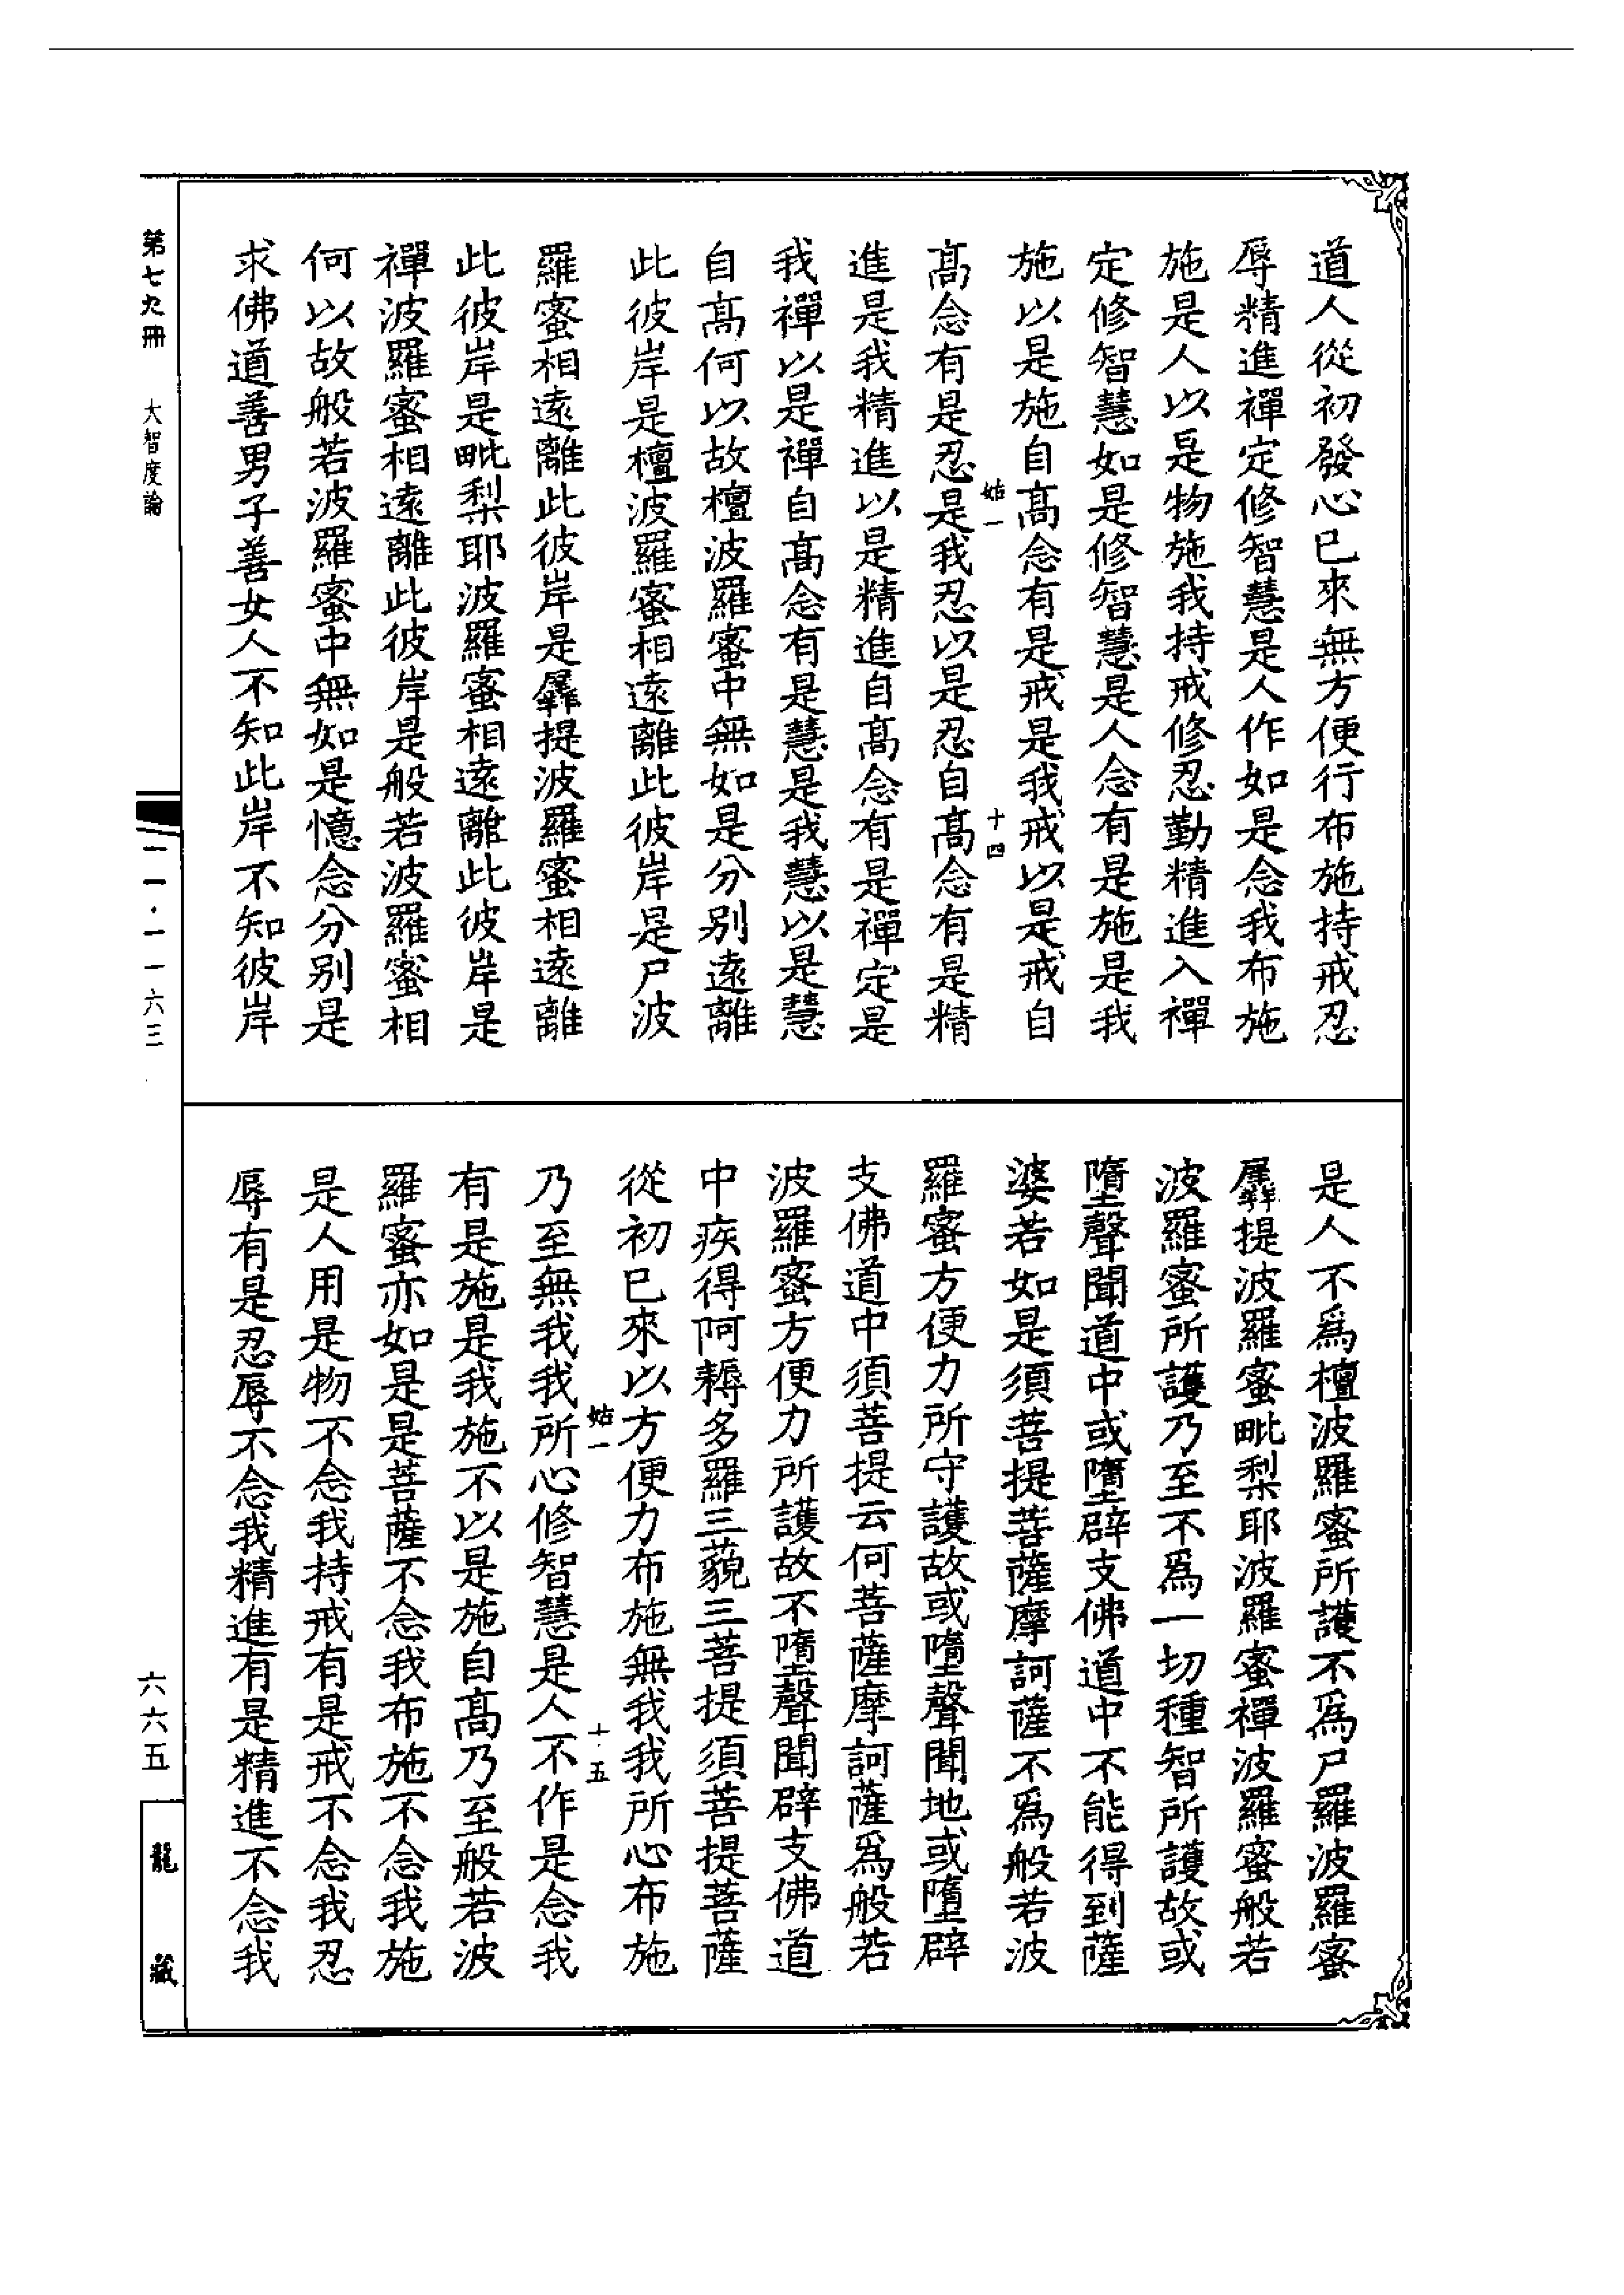 道人從初發心已來無方便行布施持戒忍
辱精進禪定修智慧是人作如是念我布施
施是人以是物施我持戒修忍勤精進入禪
定修智慧如是修智慧是人念有是施是我
施以是施自高念有是戒是我戒以是戒自
姑一
十四
高念有是忍是我忍以是忍自高念有是精
進是我精進以是精進自高念有是禪定是
我禪以是禪自高念有是慧是我慧以是慧
自高何以故檀波羅蜜中無如是分别遠離
此彼岸是檀波羅蜜相遠離此彼岸是尸波
羅蜜相遠離此彼岸是羼提波羅蜜相遠離
此彼岸是毗梨耶波羅蜜相遠離此彼岸是
禪波羅蜜相遠離此彼岸是般若波羅蜜相
何以故般若波羅蜜中無如是憶念分别是
求佛道善男子善女人不知此岸不知彼岸
是人不爲檀波羅蜜所護不爲尸羅波羅蜜
羼提波羅蜜毗梨耶波羅蜜禪波羅蜜般若
波羅蜜所護乃至不爲一切種智所護故或
墮聲聞道中或墮辟支佛道中不能得到薩
婆若如是須菩提菩薩摩訶薩不爲般若波
羅蜜方便力所守護故或墮聲聞地或墮辟
支佛道中須菩提云何菩薩摩訶薩爲般若
波羅蜜方便力所護故不墮聲聞辟支佛道
中疾得阿耨多羅三藐三菩提須菩提菩薩
從初已來以方便力布施無我我所心布施
姑一
十五
乃至無我我所心修智慧是人不作是念我
有是施是我施不以是施自高乃至般若波
羅蜜亦如是是菩薩不念我布施不念我施
是人用是物不念我持戒有是戒不念我忍
辱有是忍辱不念我精進有是精進不念我
第七九冊
大智度論
一一·一一六三
六六五
龍藏